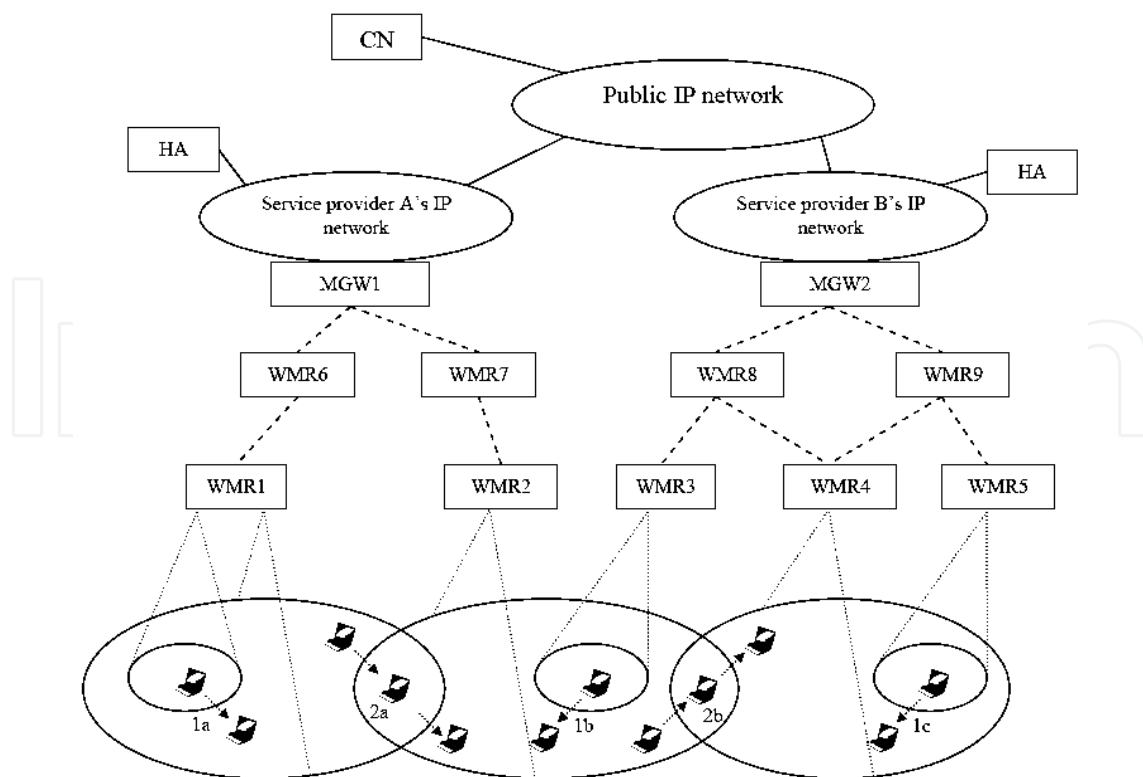 CN
Public IP network
HA
HA
Service provider A's IP
network
Service provider B's IP
network
MGW1
MGW2
WMR6
WMR7
WMR8
WMR9
WMR1
WMR2
WMR3
WMR4
WMR5
1a
2a
1b
2b
1c